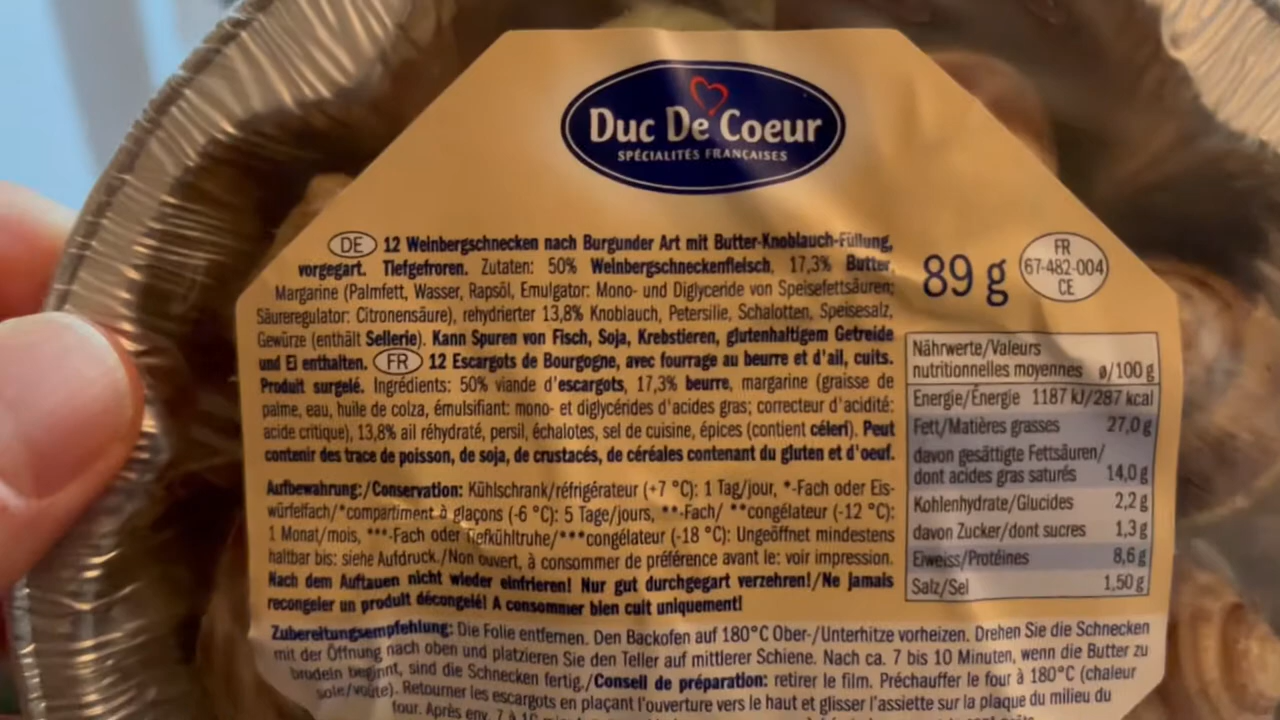 Duc De Coeur
SPÉCIALITÉS FRANÇAISES
DE 12 Weinbergschnecken nach Burgunder Art mit Butter-Knoblauch-Füllung,
vorgegart. Tiefgefroren. Zutaten: 50% Weinbergschneckenfleisch, 17,3% Butter,
Margarine (Palmfett, Wasser, Rapsöl, Emulgator: Mono- und Diglyceride von Speisefettsäuren;
Säureregulator: Citronensäure), rehydrierter 13,8% Knoblauch, Petersilie, Schalotten, Speisesalz,
Gewürze (enthält Sellerie). Kann Spuren von Fisch, Soja, Krebstieren, glutenhaltigem Getreide
und Ei enthalten. FR 12 Escargots de Bourgogne, avec fourrage au beurre et d'ail, cuits.
Produit surgelé. Ingrédients: 50% viande d'escargots, 17,3% beurre, margarine (graisse de
palme, eau, huile de colza, émulsifiant: mono- et diglycérides d'acides gras; correcteur d'acidité:
acide critique), 13,8% ail réhydraté, persil, échalotes, sel de cuisine, épices (contient céleri). Peut
contenir des trace de poisson, de soja, de crustacés, de céréales contenant du gluten et d'oeuf.
89 g
FR
67-482-004
CE
Nährwerte/Valeurs
nutritionnelles moyennes ø/100 g
Energie/Énergie 1187 kJ/287 kcal
Fett/Matières grasses 27,0 g
davon gesättigte Fettsäuren/
dont acides gras saturés 14,0 g
Kohlenhydrate/Glucides 2,2 g
davon Zucker/dont sucres 1,3 g
Eiweiss/Protéines 8,6 g
Salz/Sel 1,50 g
Aufbewahrung:/Conservation: Kühlschrank/réfrigérateur (+7 °C): 1 Tag/jour, *-Fach oder Eis-
würfelfach/*compartiment à glaçons (-6 °C): 5 Tage/jours, **-Fach/ **congélateur (-12 °C):
1 Monat/mois, ***-Fach oder Tiefkühltruhe/***congélateur (-18 °C): Ungeöffnet mindestens
haltbar bis: siehe Aufdruck./Non ouvert, à consommer de préférence avant le: voir impression.
Nach dem Auftauen nicht wieder einfrieren! Nur gut durchgegart verzehren!/Ne jamais
recongeler un produit décongelé! A consommer bien cuit uniquement!
Zubereitungsempfehlung: Die Folie entfernen. Den Backofen auf 180°C Ober-/Unterhitze vorheizen. Drehen Sie die Schnecken
mit der Öffnung nach oben und platzieren Sie den Teller auf mittlerer Schiene. Nach ca. 7 bis 10 Minuten, wenn die Butter zu
brodeln beginnt, sind die Schnecken fertig./Conseil de préparation: retirer le film. Préchauffer le four à 180°C (chaleur
sole/voûte). Retourner les escargots en plaçant l'ouverture vers le haut et glisser l'assiette sur la plaque du milieu du
four. Après env. 7 à 10